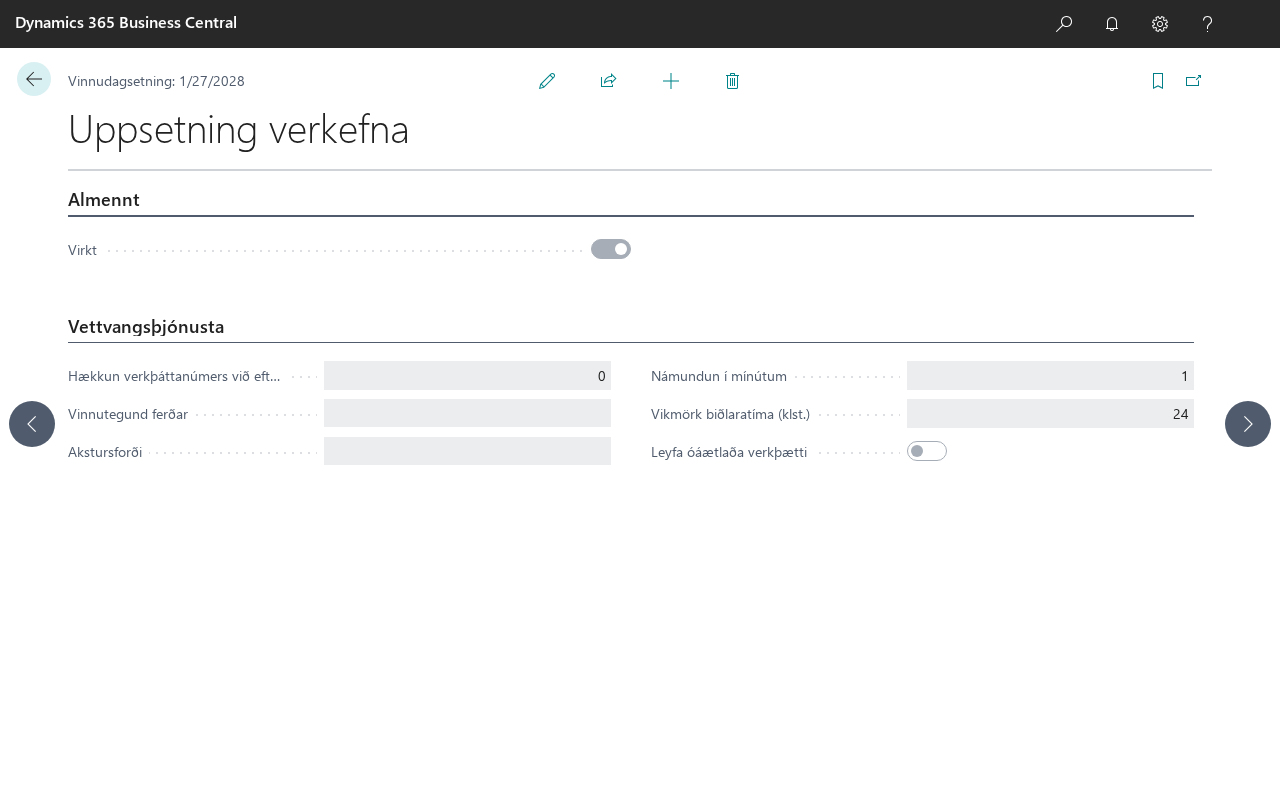 Dynamics 365 Business Central
Vinnudagsetning: 1/27/2028
Uppsetning verkefna
Almennt
Virkt
Vettvangsþjónusta
Hækkun verkþáttanúmers við eft... 0
Námundun í mínútum 1
Vinnutegund ferðar
Vikmörk biðlaratíma (klst.) 24
Akstursforði
Leyfa óáætlaða verkþætti